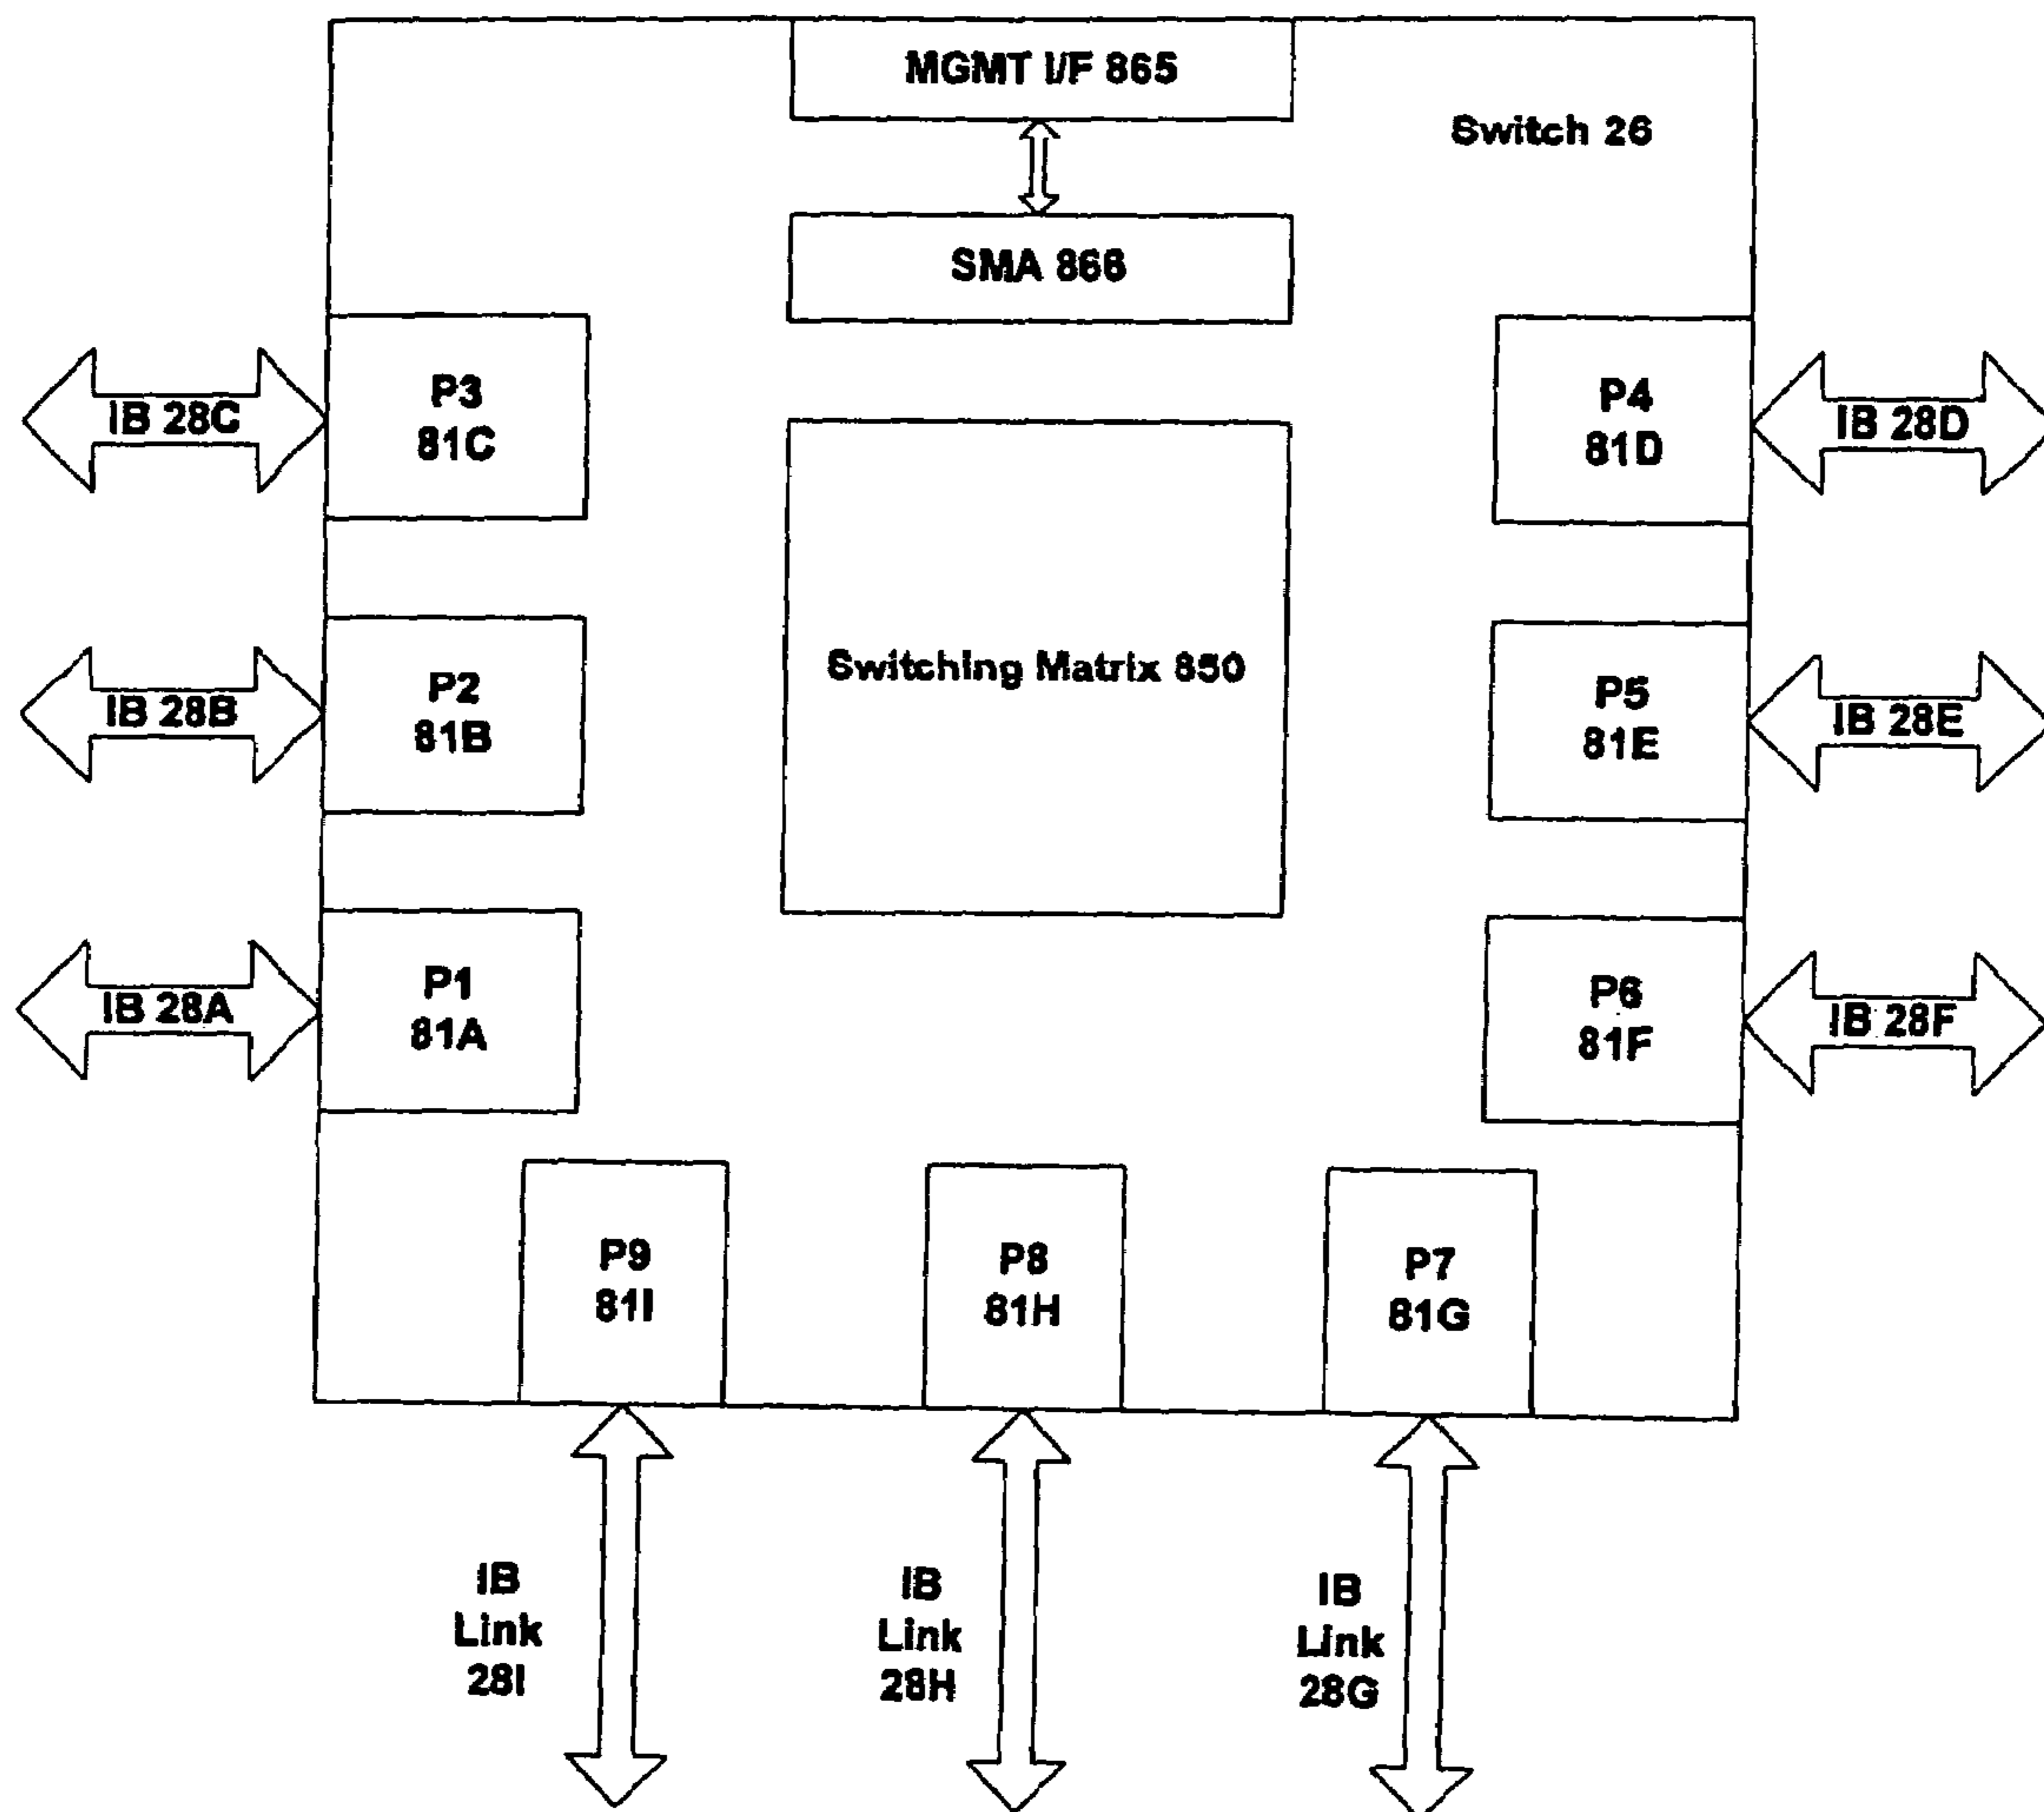 MGMT I/F 865
Switch 26
SMA 866
P3
81C
IB 28C
P4
81D
IB 28D
Switching Matrix 850
P2
81B
IB 28B
P5
81E
IB 28E
P1
81A
IB 28A
P6
81F
IB 28F
P9
81I
P8
81H
P7
81G
IB
Link
28I
IB
Link
28H
IB
Link
28G